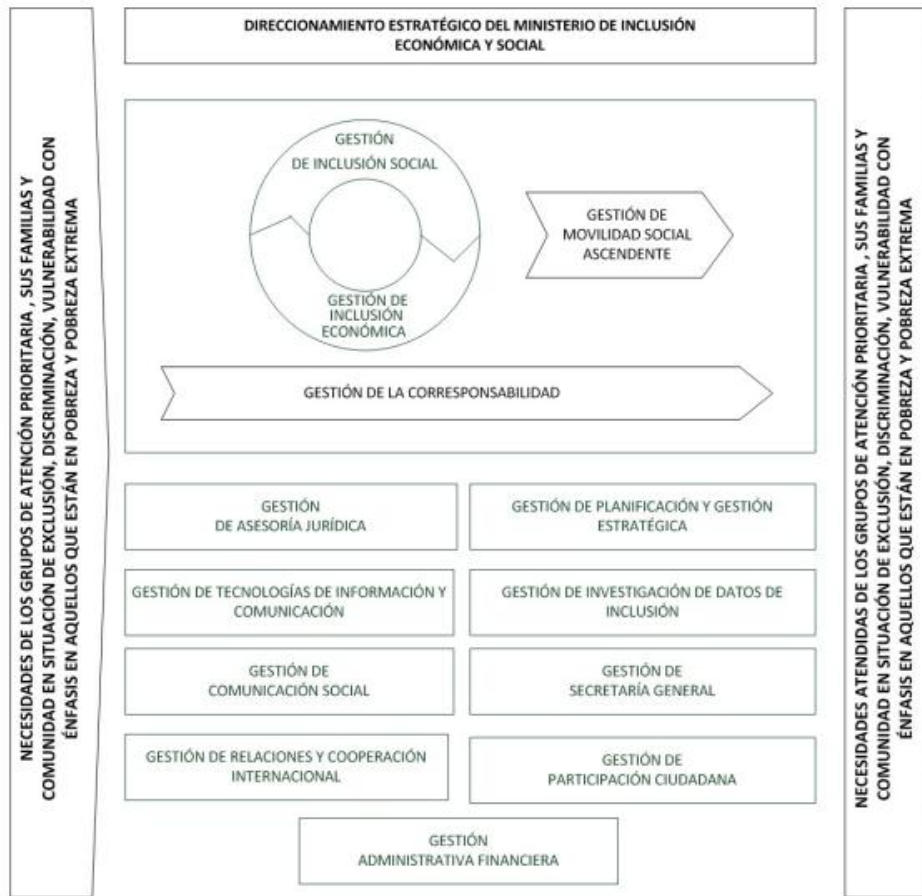 DIRECCIONAMIENTO ESTRATÉGICO DEL MINISTERIO DE INCLUSIÓN
ECONÓMICA Y SOCIAL
NECESIDADES DE LOS GRUPOS DE ATENCIÓN PRIORITARIA , SUS FAMILIAS Y
COMUNIDAD EN SITUACIÓN DE EXCLUSIÓN, DISCRIMINACIÓN, VULNERABILIDAD CON
ÉNFASIS EN AQUELLOS QUE ESTÁN EN POBREZA Y POBREZA EXTREMA
GESTIÓN
DE INCLUSIÓN SOCIAL
GESTIÓN DE
INCLUSIÓN
ECONÓMICA
GESTIÓN DE
MOVILIDAD SOCIAL
ASCENDENTE
GESTIÓN DE LA CORRESPONSABILIDAD
GESTIÓN
DE ASESORÍA JURÍDICA
GESTIÓN DE PLANIFICACIÓN Y GESTIÓN
ESTRATÉGICA
GESTIÓN DE TECNOLOGÍAS DE INFORMACIÓN Y
COMUNICACIÓN
GESTIÓN DE INVESTIGACIÓN DE DATOS DE
INCLUSIÓN
GESTIÓN DE
COMUNICACIÓN SOCIAL
GESTIÓN DE
SECRETARÍA GENERAL
GESTIÓN DE RELACIONES Y COOPERACIÓN
INTERNACIONAL
GESTIÓN DE
PARTICIPACIÓN CIUDADANA
GESTIÓN
ADMINISTRATIVA FINANCIERA
NECESIDADES ATENDIDAS DE LOS GRUPOS DE ATENCIÓN PRIORITARIA , SUS FAMILIAS Y
COMUNIDAD EN SITUACIÓN DE EXCLUSIÓN, DISCRIMINACIÓN, VULNERABILIDAD CON
ÉNFASIS EN AQUELLOS QUE ESTÁN EN POBREZA Y POBREZA EXTREMA